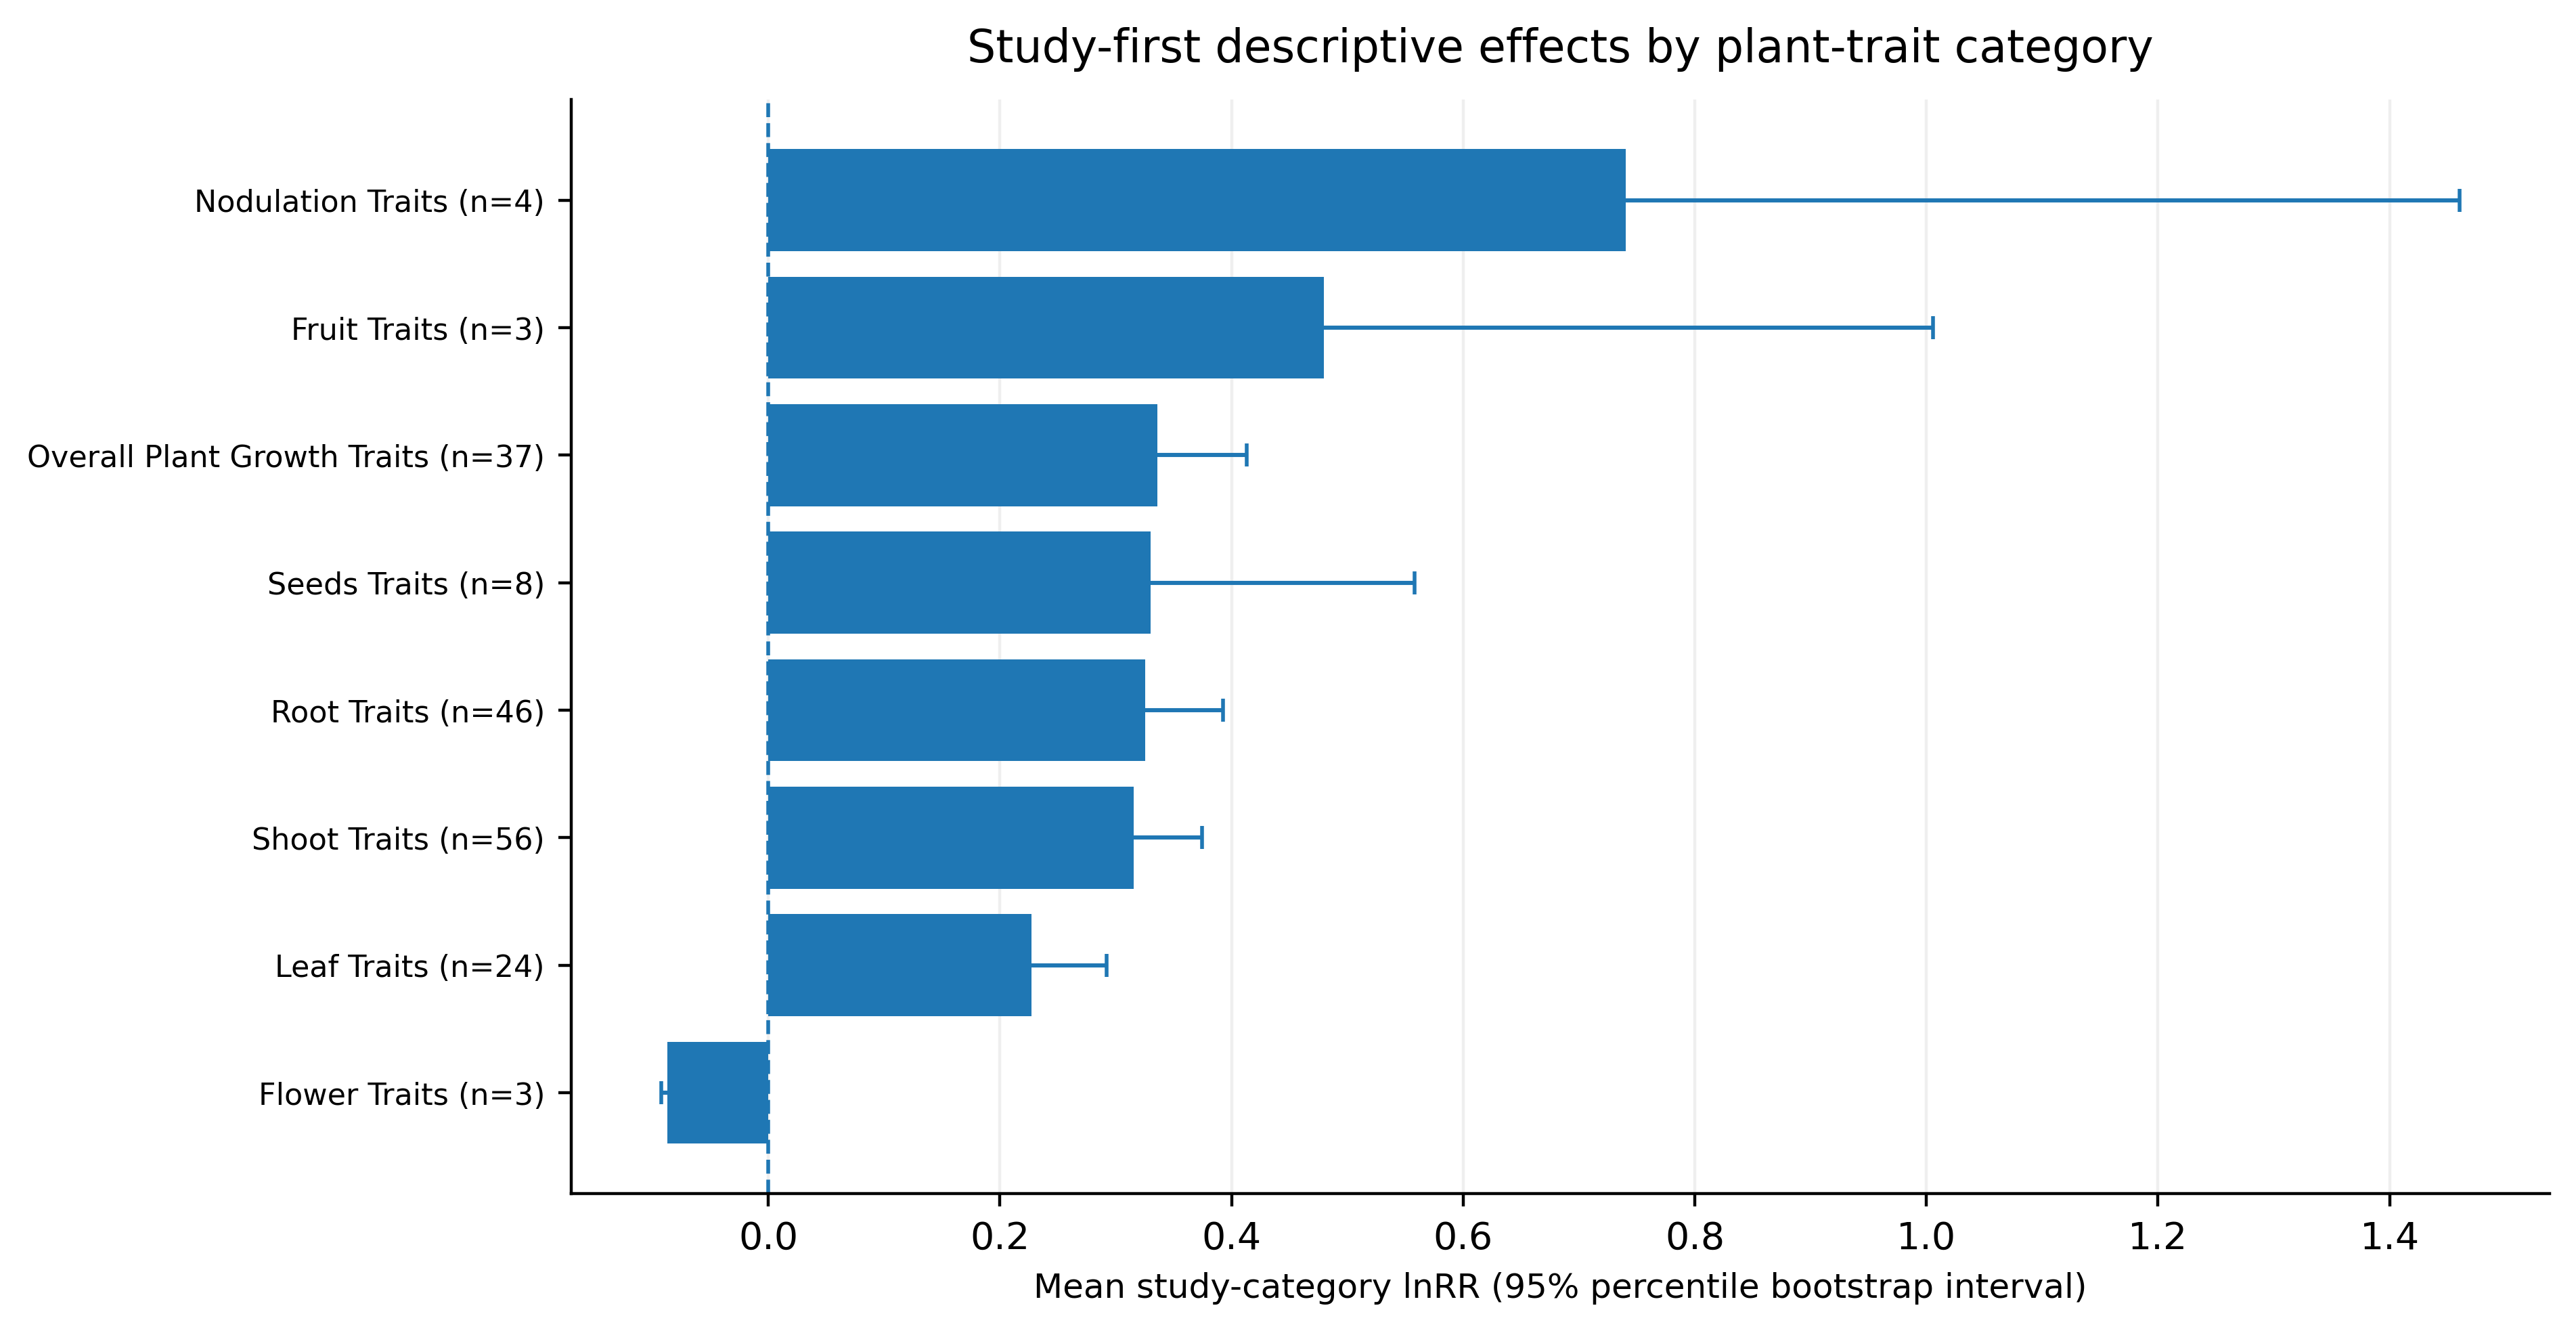 Study-first descriptive effects by plant-trait category
Nodulation Traits (n=4)
Fruit Traits (n=3)
Overall Plant Growth Traits (n=37)
Seeds Traits (n=8)
Root Traits (n=46)
Shoot Traits (n=56)
Leaf Traits (n=24)
Flower Traits (n=3)
0.0 0.2 0.4 0.6 0.8 1.0 1.2 1.4
Mean study-category lnRR (95% percentile bootstrap interval)